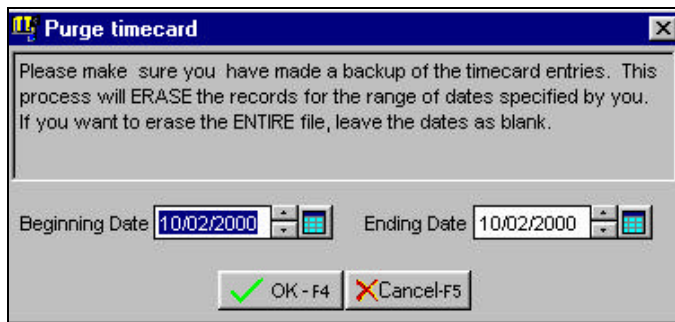 Purge timecard
Please make sure you have made a backup of the timecard entries. This
process will ERASE the records for the range of dates specified by you.
If you want to erase the ENTIRE file, leave the dates as blank.
Beginning Date 10/02/2000 Ending Date 10/02/2000
OK - F4 Cancel-F5